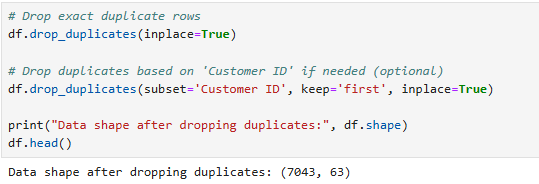 # Drop exact duplicate rows
df.drop_duplicates(inplace=True)
# Drop duplicates based on 'Customer ID' if needed (optional)
df.drop_duplicates(subset='Customer ID', keep='first', inplace=True)
print("Data shape after dropping duplicates:", df.shape)
df.head()
Data shape after dropping duplicates: (7043, 63)